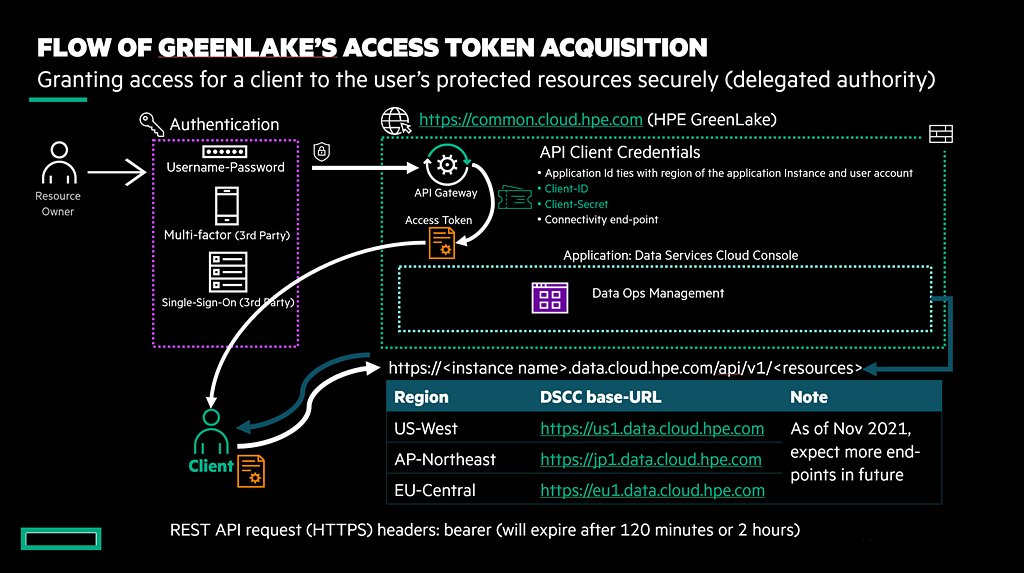 FLOW OF GREENLAKE'S ACCESS TOKEN ACQUISITION
Granting access for a client to the user's protected resources securely (delegated authority)
Authentication
https://common.cloud.hpe.com (HPE GreenLake)
Resource
Owner
Username-Password
Multi-factor (3rd Party)
Single-Sign-On (3rd Party)
API Gateway
Access Token
API Client Credentials
• Application Id ties with region of the application Instance and user account
• Client-ID
• Client-Secret
• Connectivity end-point
Application: Data Services Cloud Console
Data Ops Management
https://<instance name>.data.cloud.hpe.com/api/v1/<resources>
Region DSCC base-URL Note
US-West https://us1.data.cloud.hpe.com
AP-Northeast https://jp1.data.cloud.hpe.com
EU-Central https://eu1.data.cloud.hpe.com
As of Nov 2021,
expect more end-
points in future
Client
REST API request (HTTPS) headers: bearer (will expire after 120 minutes or 2 hours)